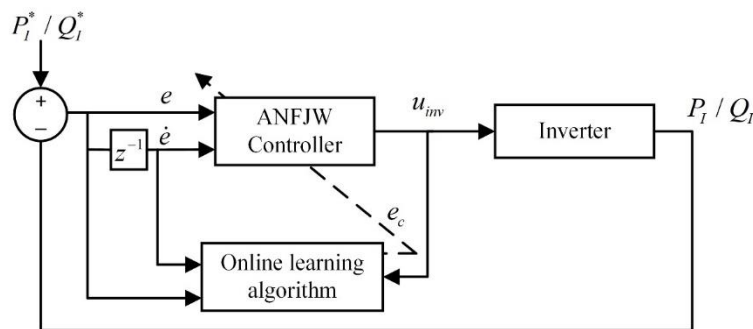 P_I^* / Q_I^*
+
−
e
z^{-1}
ė
ANFJW
Controller
u_{inv}
Inverter
P_I / Q_I
e_c
Online learning
algorithm